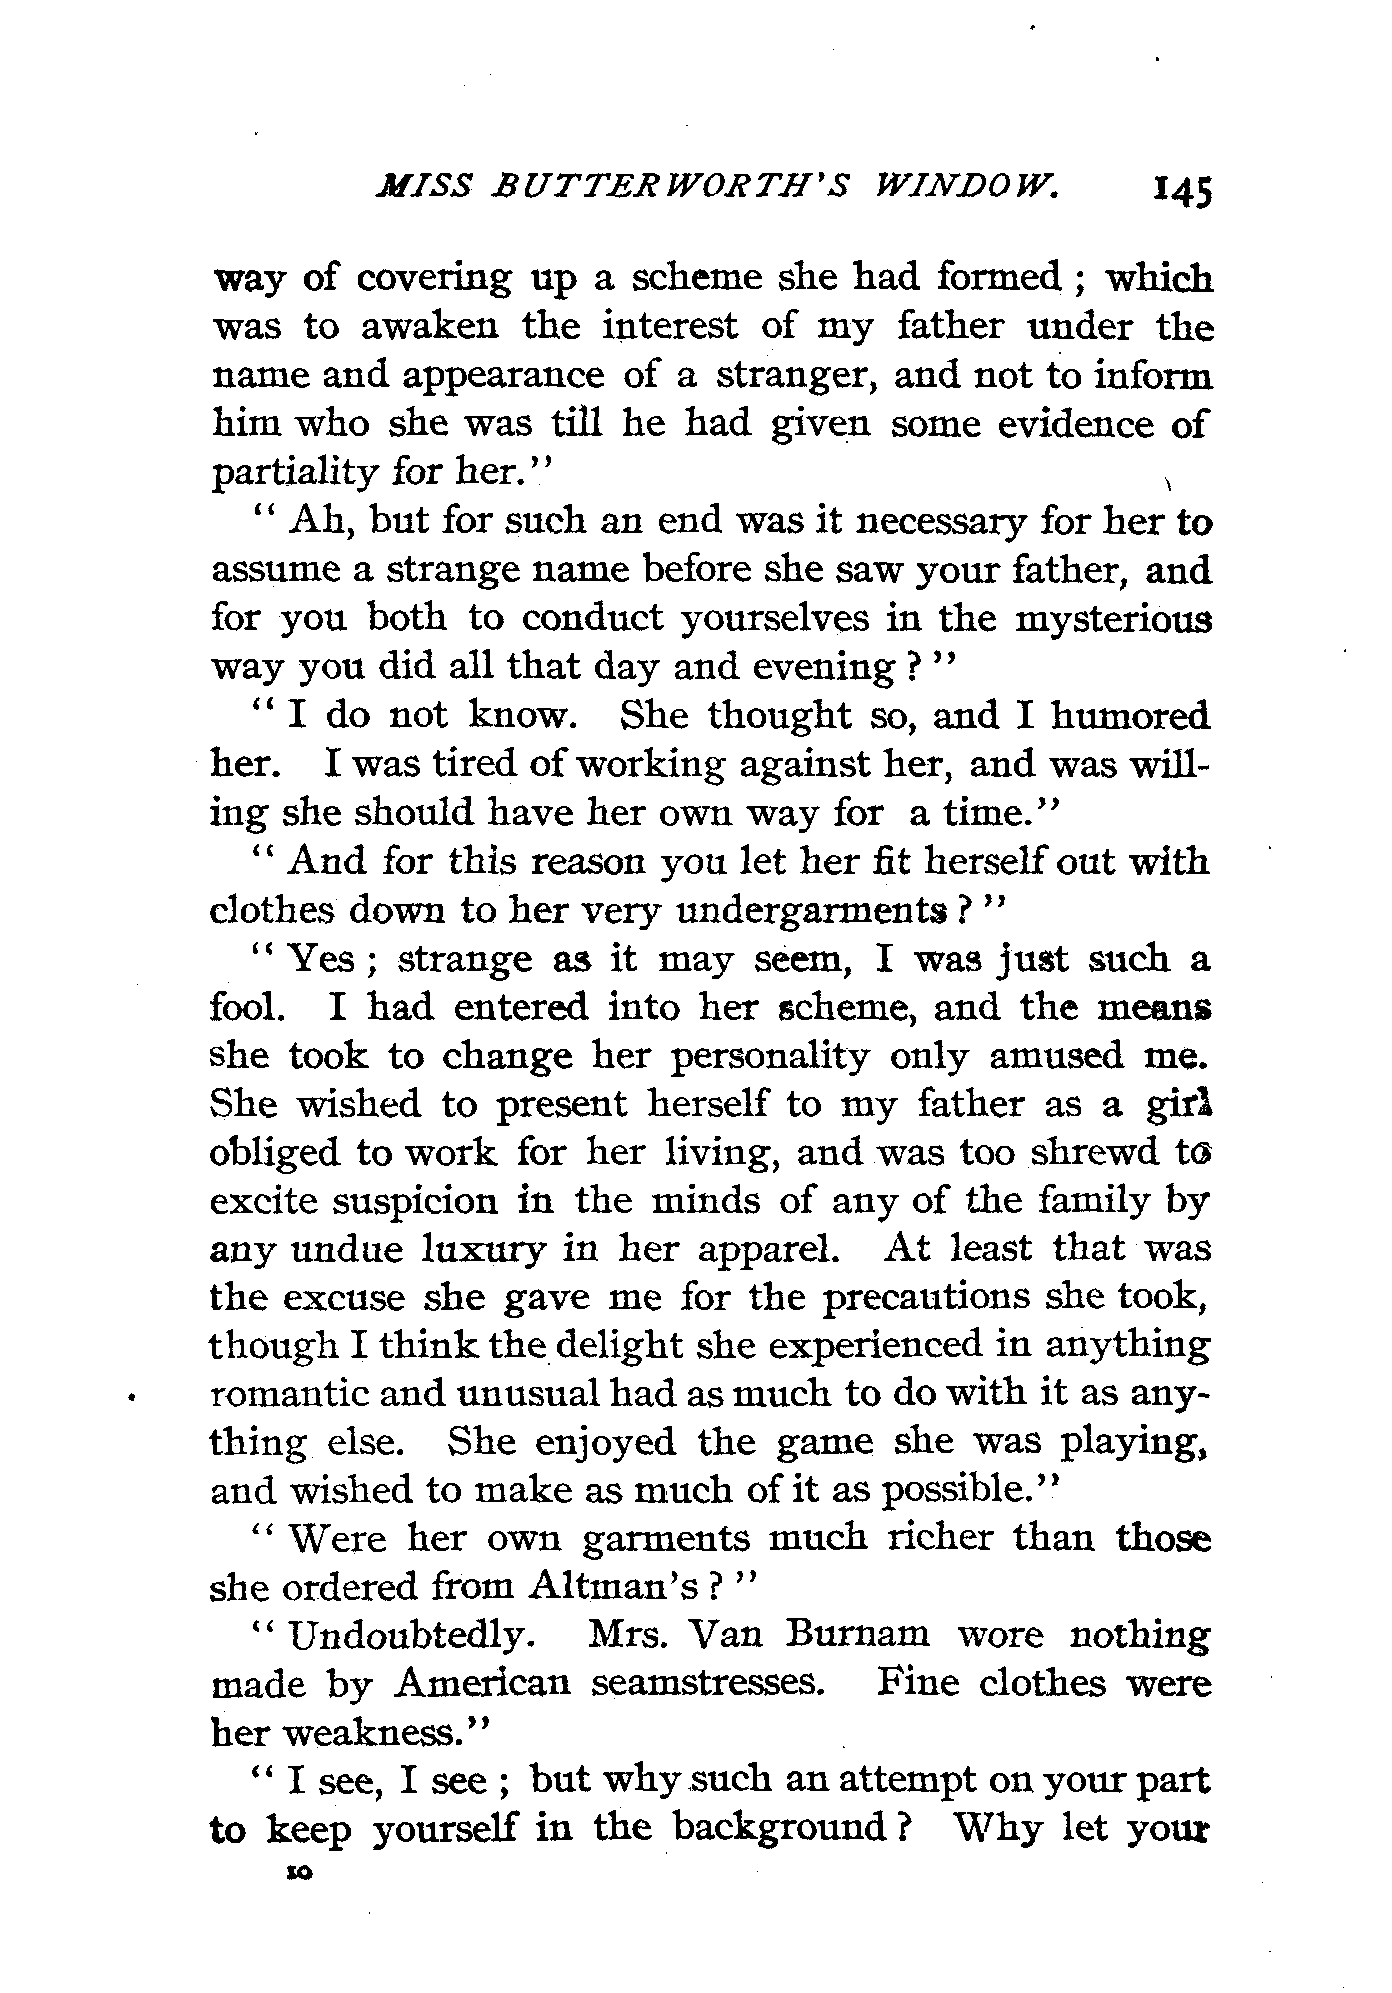 MISS BUTTERWORTH'S WINDOW. 145
way of covering up a scheme she had formed ; which
was to awaken the interest of my father under the
name and appearance of a stranger, and not to inform
him who she was till he had given some evidence of
partiality for her."
" Ah, but for such an end was it necessary for her to
assume a strange name before she saw your father, and
for you both to conduct yourselves in the mysterious
way you did all that day and evening ? "
" I do not know. She thought so, and I humored
her. I was tired of working against her, and was will-
ing she should have her own way for a time."
" And for this reason you let her fit herself out with
clothes down to her very undergarments ? "
" Yes ; strange as it may seem, I was just such a
fool. I had entered into her scheme, and the means
she took to change her personality only amused me.
She wished to present herself to my father as a girl
obliged to work for her living, and was too shrewd to
excite suspicion in the minds of any of the family by
any undue luxury in her apparel. At least that was
the excuse she gave me for the precautions she took,
though I think the delight she experienced in anything
romantic and unusual had as much to do with it as any-
thing else. She enjoyed the game she was playing,
and wished to make as much of it as possible."
" Were her own garments much richer than those
she ordered from Altman's ? "
" Undoubtedly. Mrs. Van Burnam wore nothing
made by American seamstresses. Fine clothes were
her weakness."
" I see, I see ; but why such an attempt on your part
to keep yourself in the background ? Why let your
10